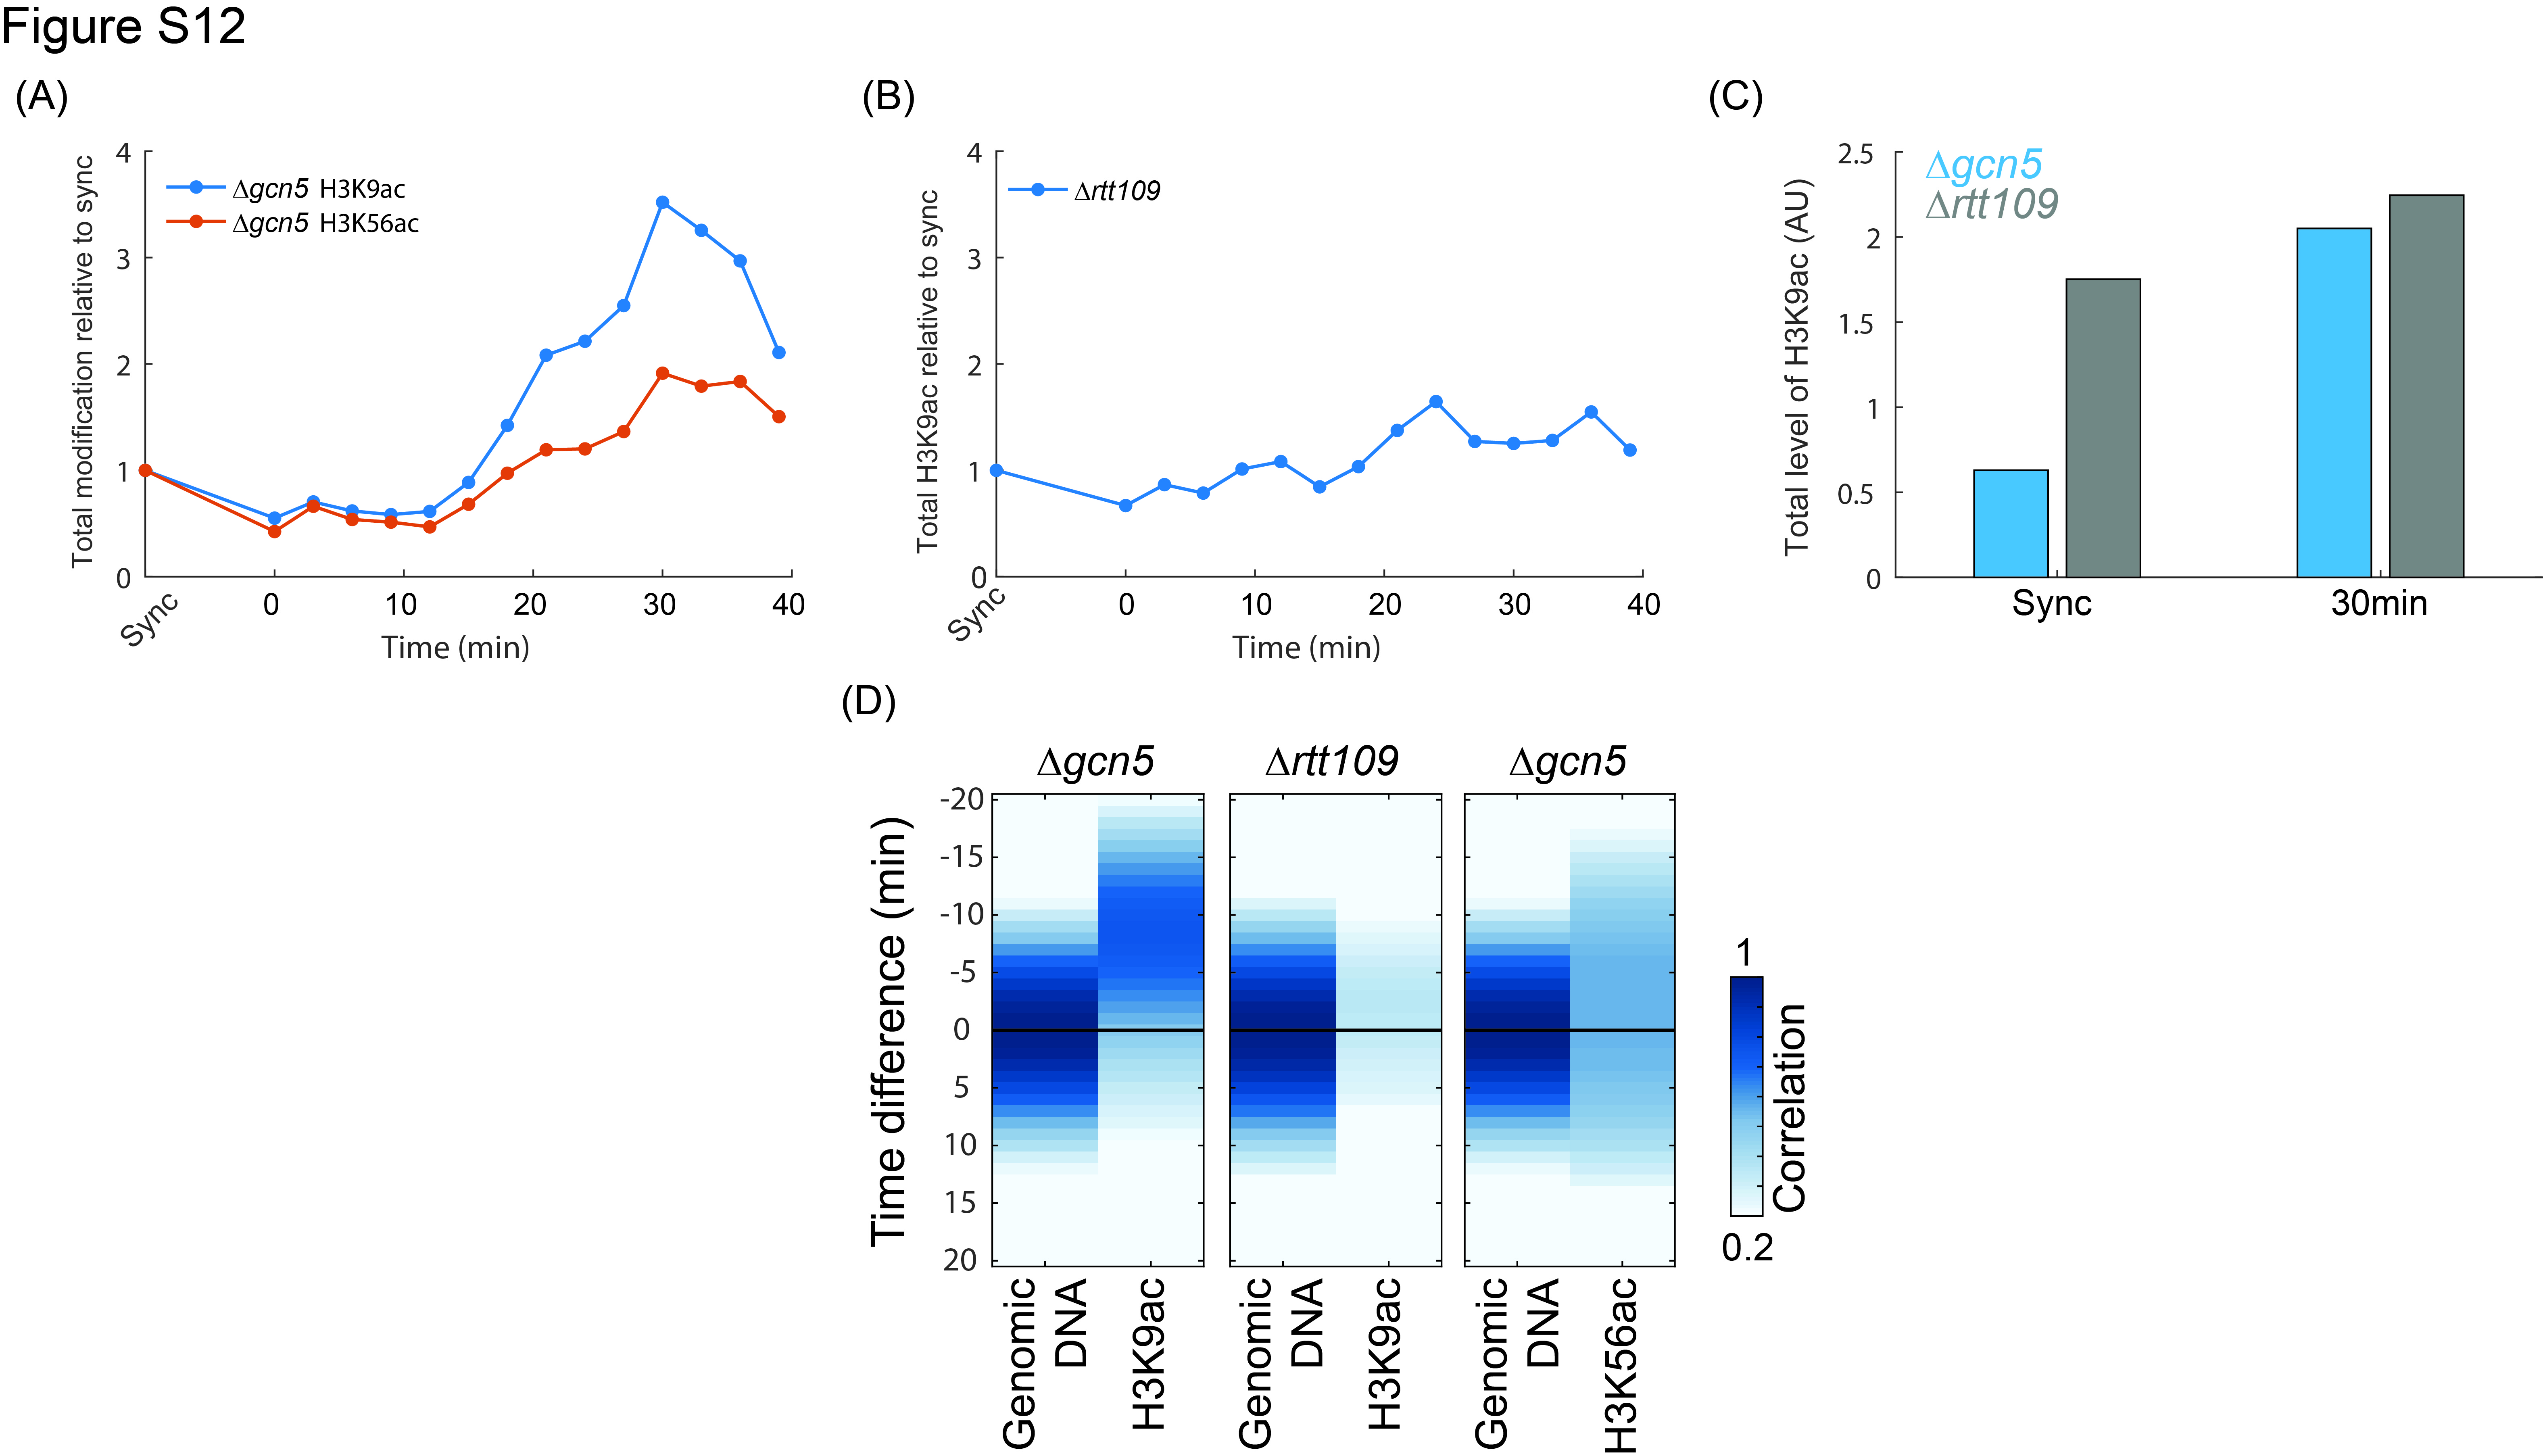 Figure S12
(A)
Total modification relative to sync
4
3
2
1
0
Δgcn5 H3K9ac
Δgcn5 H3K56ac
Sync
0
10
20
30
40
Time (min)
(B)
Total H3K9ac relative to sync
4
3
2
1
0
Δrtt109
Sync
0
10
20
30
40
Time (min)
(C)
Total level of H3K9ac (AU)
2.5
2
1.5
1
0.5
0
Δgcn5
Δrtt109
Sync
30min
(D)
Δgcn5
Δrtt109
Δgcn5
Time difference (min)
-20
-15
-10
-5
0
5
10
15
20
Genomic
DNA
H3K9ac
Genomic
DNA
H3K9ac
Genomic
DNA
H3K56ac
1
Correlation
0.2